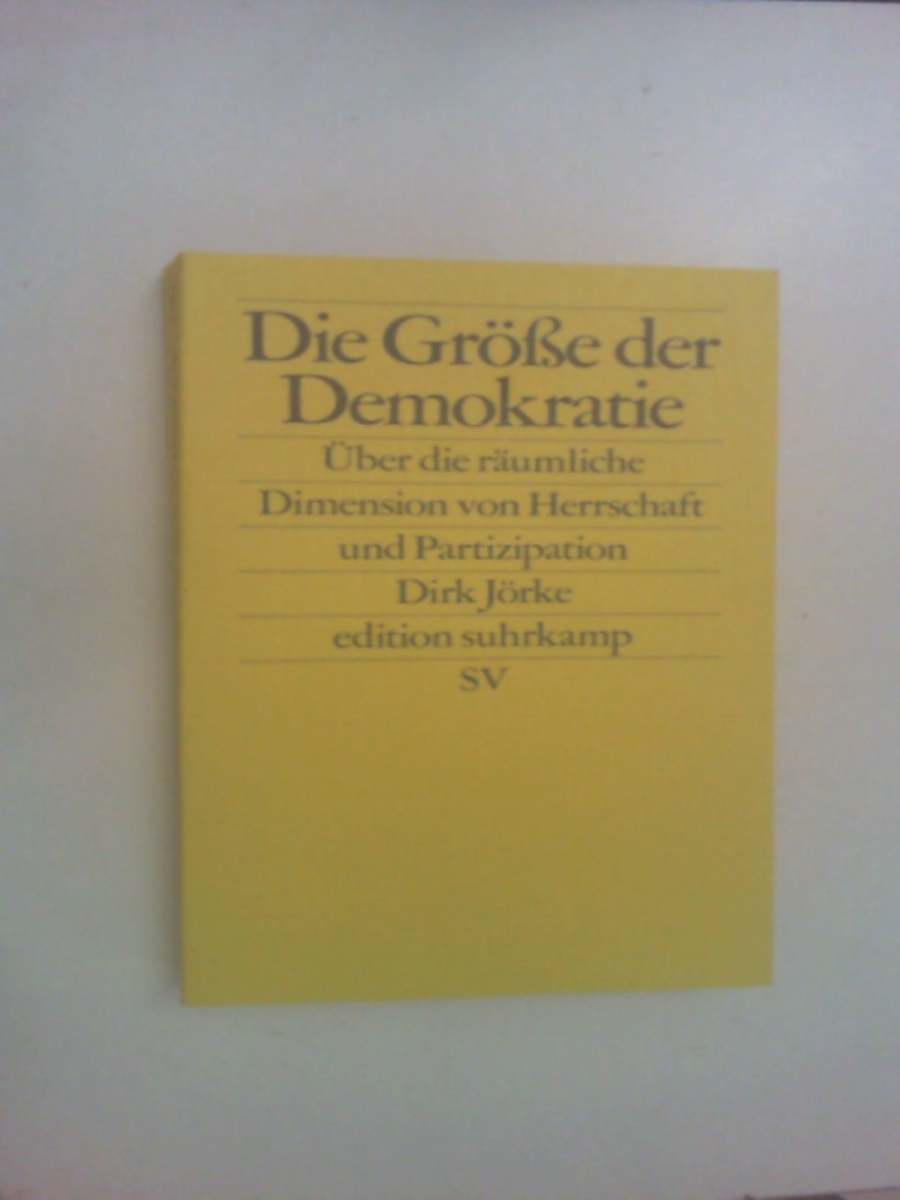 Die Größe der
Demokratie
Über die räumliche
Dimension von Herrschaft
und Partizipation
Dirk Jörke
edition suhrkamp
SV